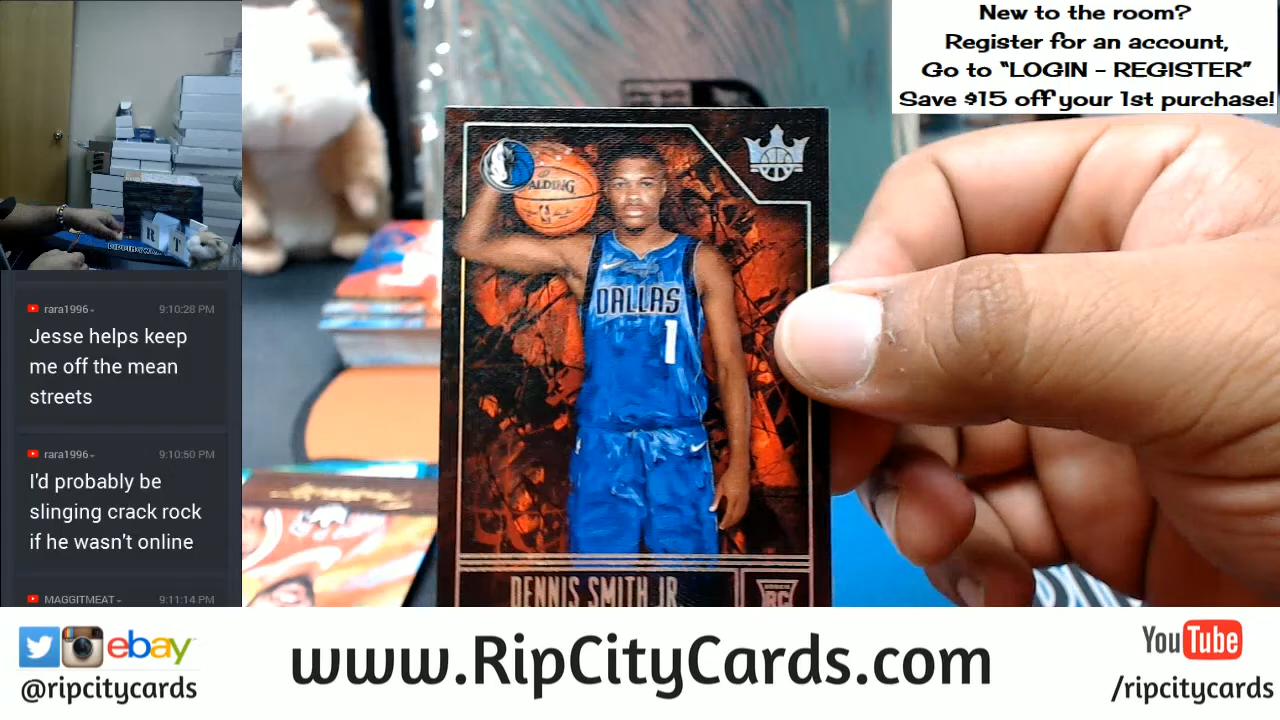 New to the room?
Register for an account,
Go to "LOGIN - REGISTER"
Save $15 off your 1st purchase!
rara1996
9:10:28 PM
Jesse helps keep
me off the mean
streets
rara1996
9:10:50 PM
I'd probably be
slinging crack rock
if he wasn't online
MAGGITMEAT
9:11:14 PM
R T
ALDING
DALLAS
1
DENNIS SMITH JR.
RC
ebay
@ripcitycards
www.RipCityCards.com
YouTube
/ripcitycards